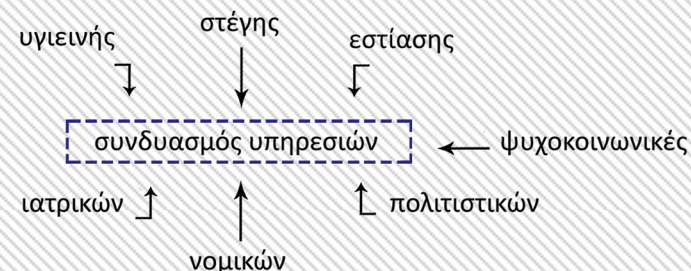 στέγης
υγιεινής
εστίασης
συνδυασμός υπηρεσιών
ψυχοκοινωνικές
ιατρικών
πολιτιστικών
νομικών